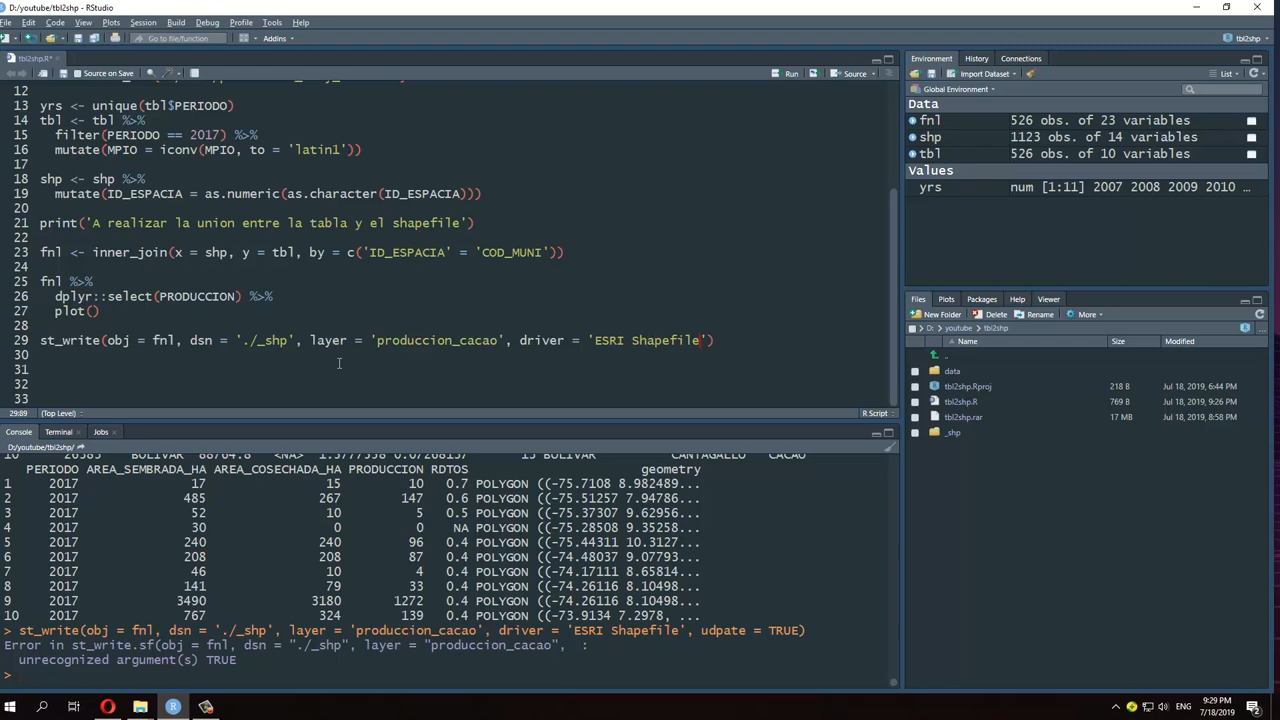 D:/youtube/tbl2shp - RStudio
File Edit Code View Plots Session Build Debug Profile Tools Help
Go to file/function Addins tbl2shp
tbl2shp.R*
Source on Save Run Source
12
13 yrs <- unique(tbl$PERIODO)
14 tbl <- tbl %>%
15 filter(PERIODO == 2017) %>%
16 mutate(MPIO = iconv(MPIO, to = 'latin1'))
17
18 shp <- shp %>%
19 mutate(ID_ESPACIA = as.numeric(as.character(ID_ESPACIA)))
20
21 print('A realizar la union entre la tabla y el shapefile')
22
23 fnl <- inner_join(x = shp, y = tbl, by = c('ID_ESPACIA' = 'COD_MUNI'))
24
25 fnl %>%
26 dplyr::select(PRODUCCION) %>%
27 plot()
28
29 st_write(obj = fnl, dsn = './_shp', layer = 'produccion_cacao', driver = 'ESRI Shapefile')
30
31
32
33
29:89 (Top Level) R Script
Console Terminal Jobs
D:/youtube/tbl2shp/
BOLIVAR 88764.8 <NA> 13 BOLIVAR CANTAGALLO CACAO
PERIODO AREA_SEMBRADA_HA AREA_COSECHADA_HA PRODUCCION RDTOS geometry
1 2017 17 15 10 0.7 POLYGON ((-75.7108 8.982489...
2 2017 485 267 147 0.6 POLYGON ((-75.51257 7.94786...
3 2017 52 10 5 0.5 POLYGON ((-75.37307 9.62956...
4 2017 30 0 0 NA POLYGON ((-75.28508 9.35258...
5 2017 240 240 96 0.4 POLYGON ((-75.44311 10.3127...
6 2017 208 208 87 0.4 POLYGON ((-74.48037 9.07793...
7 2017 46 10 4 0.4 POLYGON ((-74.17111 8.65814...
8 2017 141 79 33 0.4 POLYGON ((-74.26116 8.10498...
9 2017 3490 3180 1272 0.4 POLYGON ((-74.26116 8.10498...
10 2017 767 324 139 0.4 POLYGON ((-73.9134 7.2978, ...
> st_write(obj = fnl, dsn = './_shp', layer = 'produccion_cacao', driver = 'ESRI Shapefile', udpate = TRUE)
Error in st_write.sf(obj = fnl, dsn = "./_shp", layer = "produccion_cacao", :
unrecognized argument(s) TRUE
>
Environment History Connections
Import Dataset List
Global Environment
Data
fnl 526 obs. of 23 variables
shp 1123 obs. of 14 variables
tbl 526 obs. of 10 variables
Values
yrs num [1:11] 2007 2008 2009 2010 ...
Files Plots Packages Help Viewer
New Folder Delete Rename More
D: youtube tbl2shp
Name Size Modified
..
data
tbl2shp.Rproj 218 B Jul 18, 2019, 6:44 PM
tbl2shp.R 769 B Jul 18, 2019, 9:26 PM
tbl2shp.rar 17 MB Jul 18, 2019, 8:58 PM
_shp
ENG 9:29 PM
7/18/2019
2